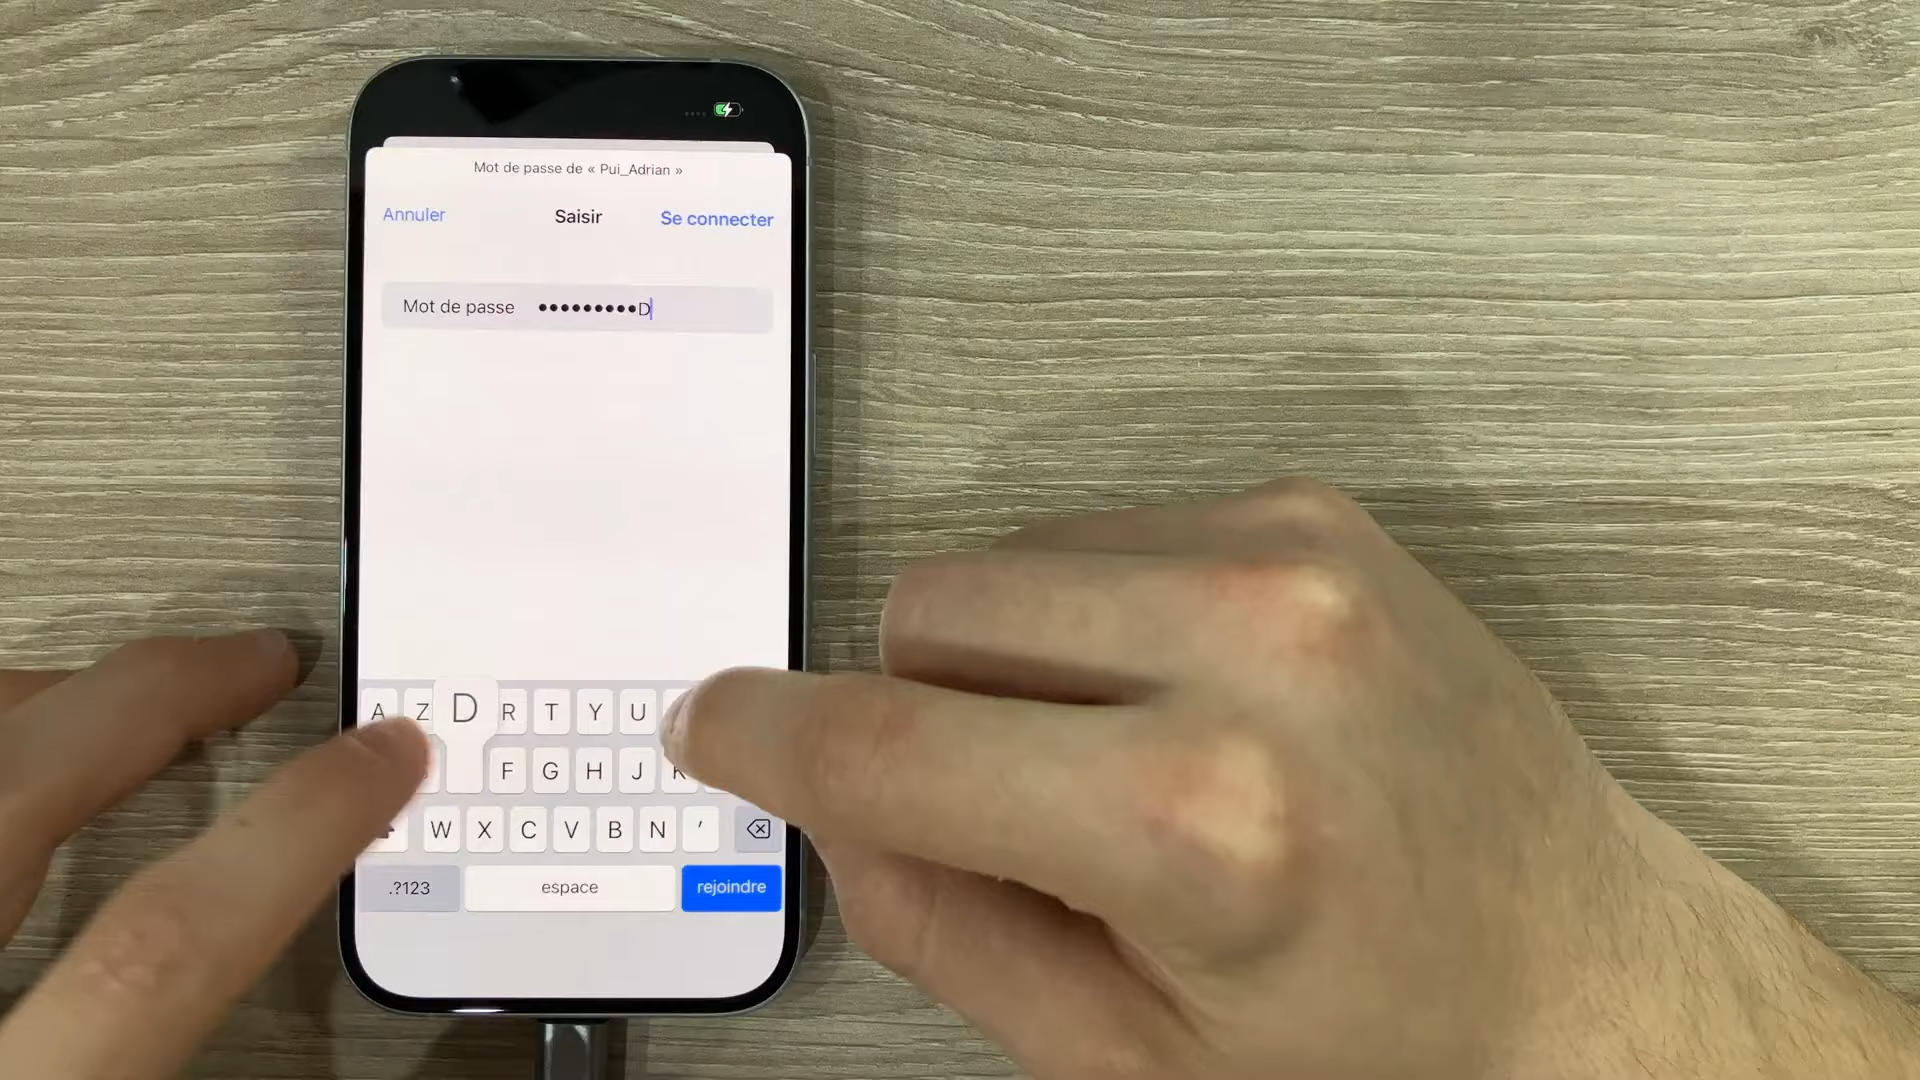 Mot de passe de « Pui_Adrian »
Annuler Saisir Se connecter
Mot de passe •••••••••D
A Z D R T Y U
F G H J K
W X C V B N ′
.?123 espace rejoindre